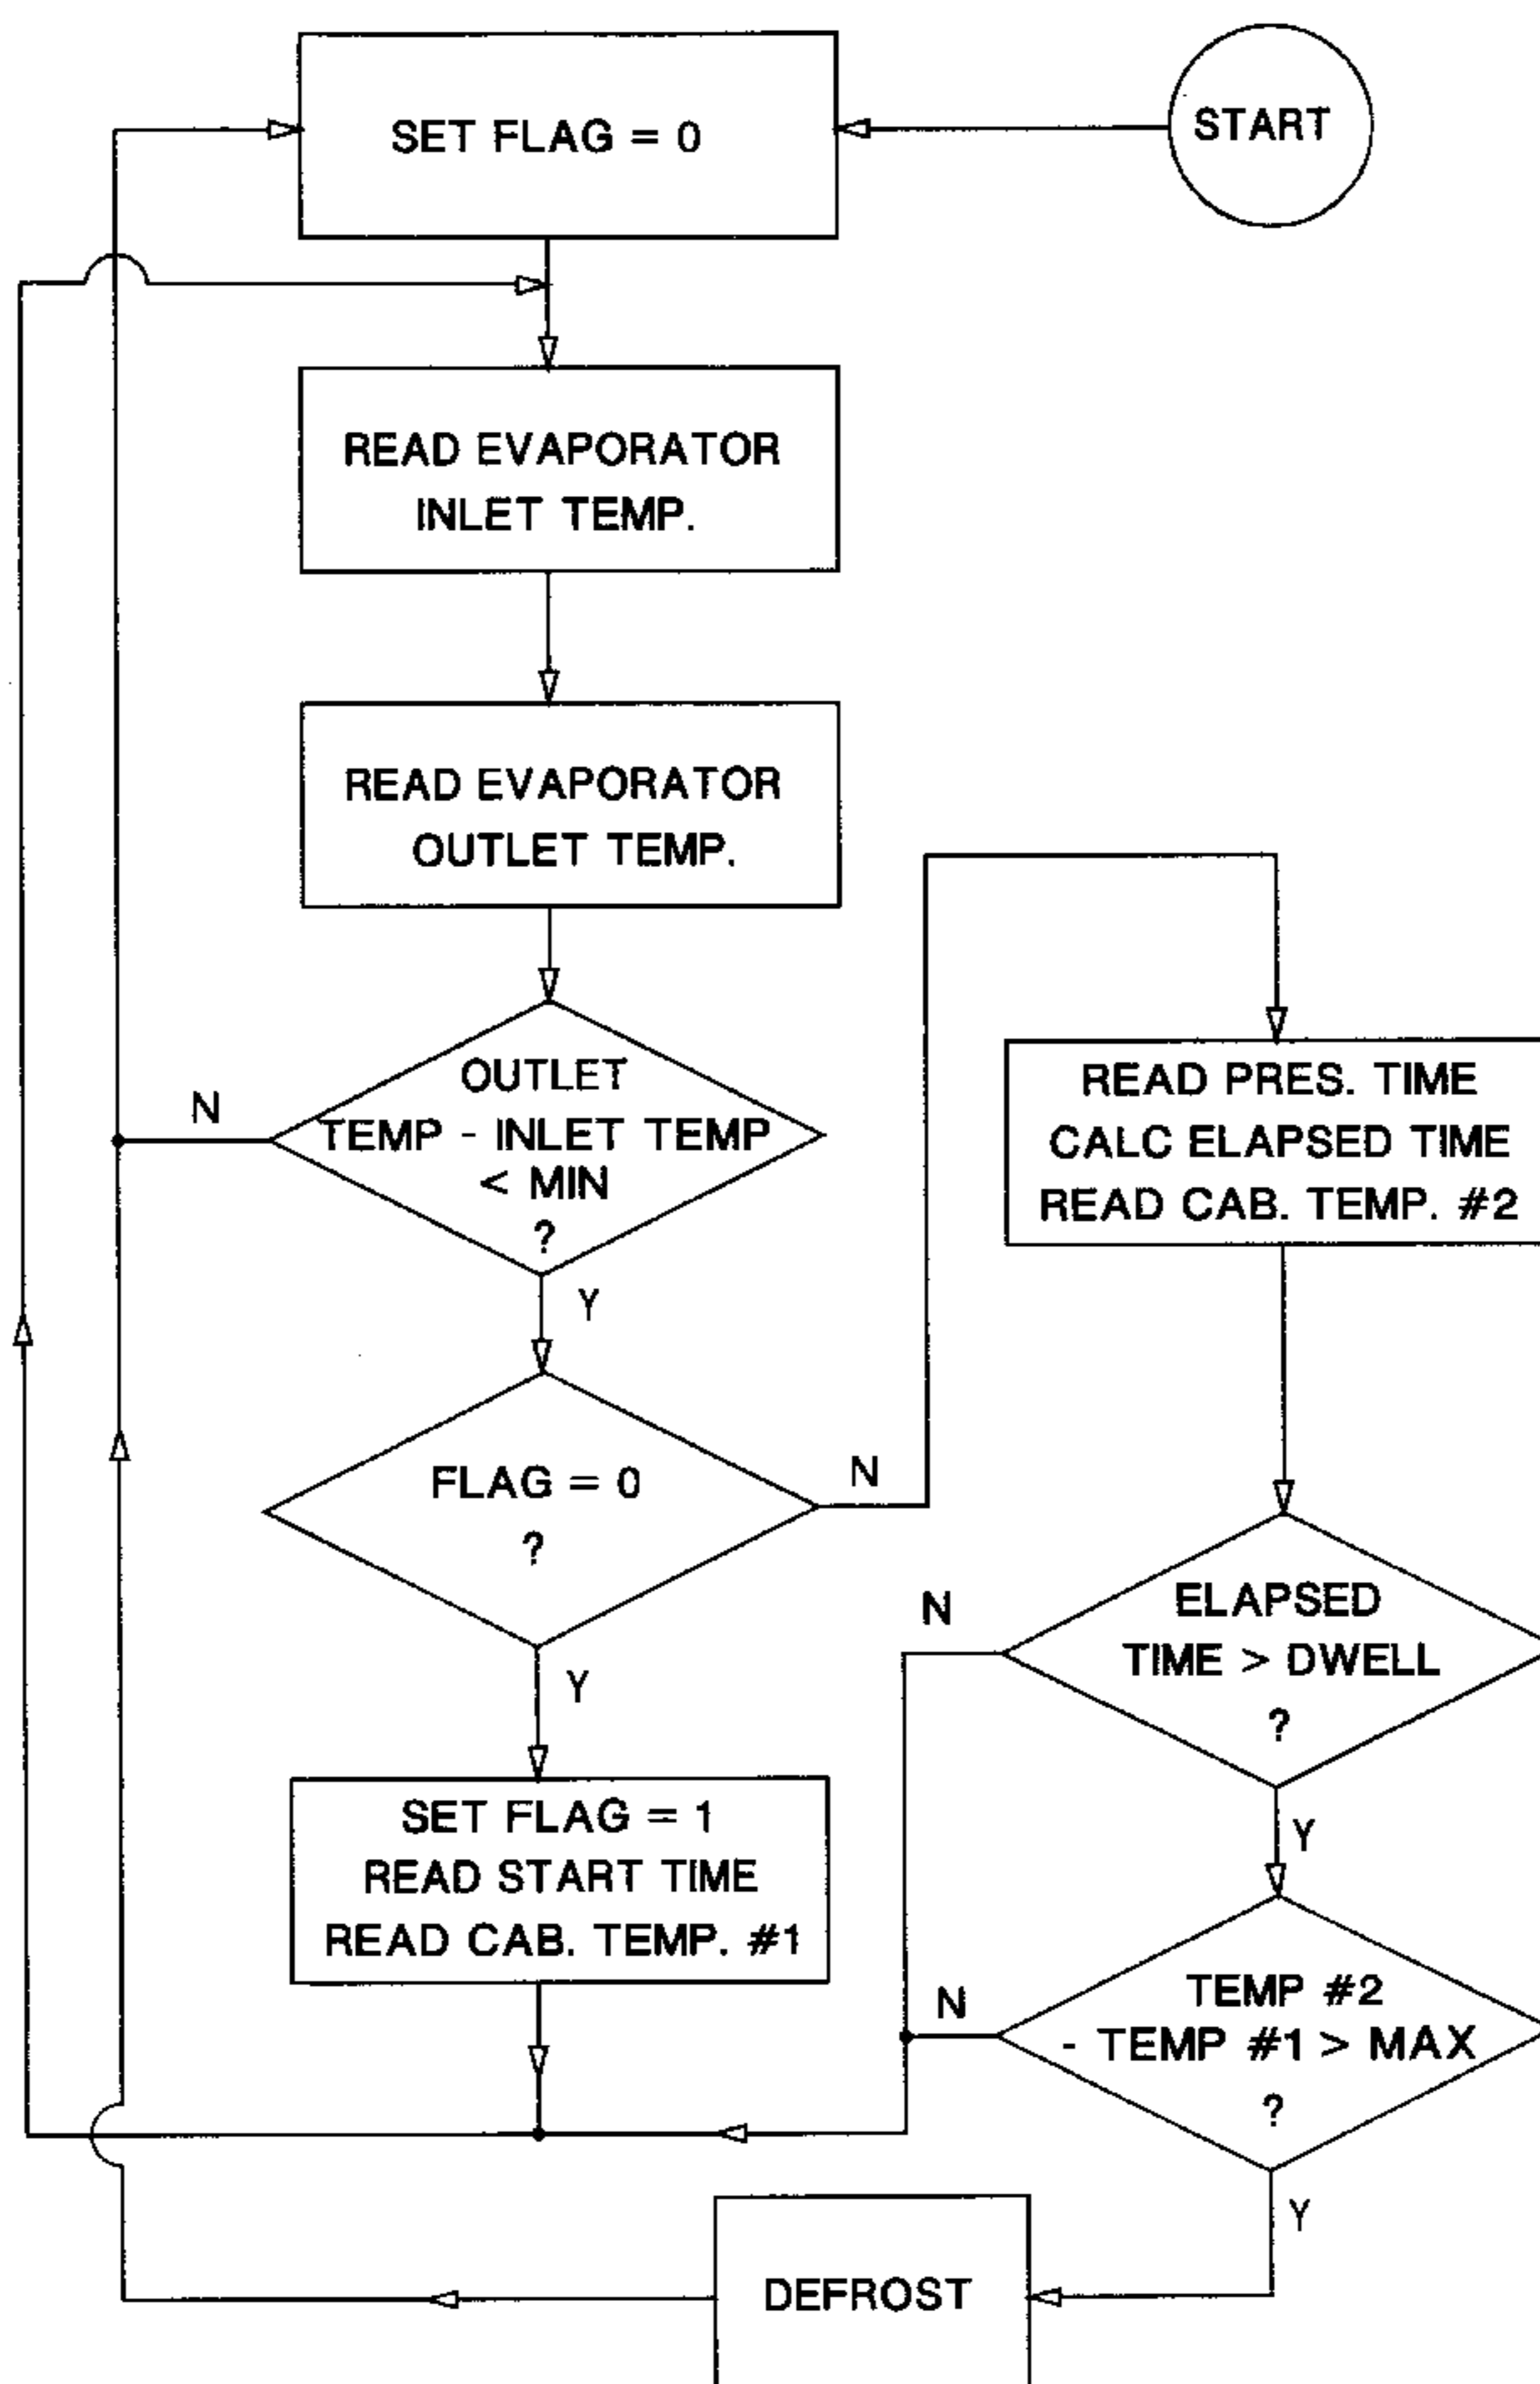 SET FLAG = 0
START
READ EVAPORATOR
INLET TEMP.
READ EVAPORATOR
OUTLET TEMP.
OUTLET
TEMP - INLET TEMP
< MIN
?
N
Y
FLAG = 0
?
N
Y
SET FLAG = 1
READ START TIME
READ CAB. TEMP. #1
READ PRES. TIME
CALC ELAPSED TIME
READ CAB. TEMP. #2
ELAPSED
TIME > DWELL
?
N
Y
TEMP #2
- TEMP #1 > MAX
?
N
Y
DEFROST